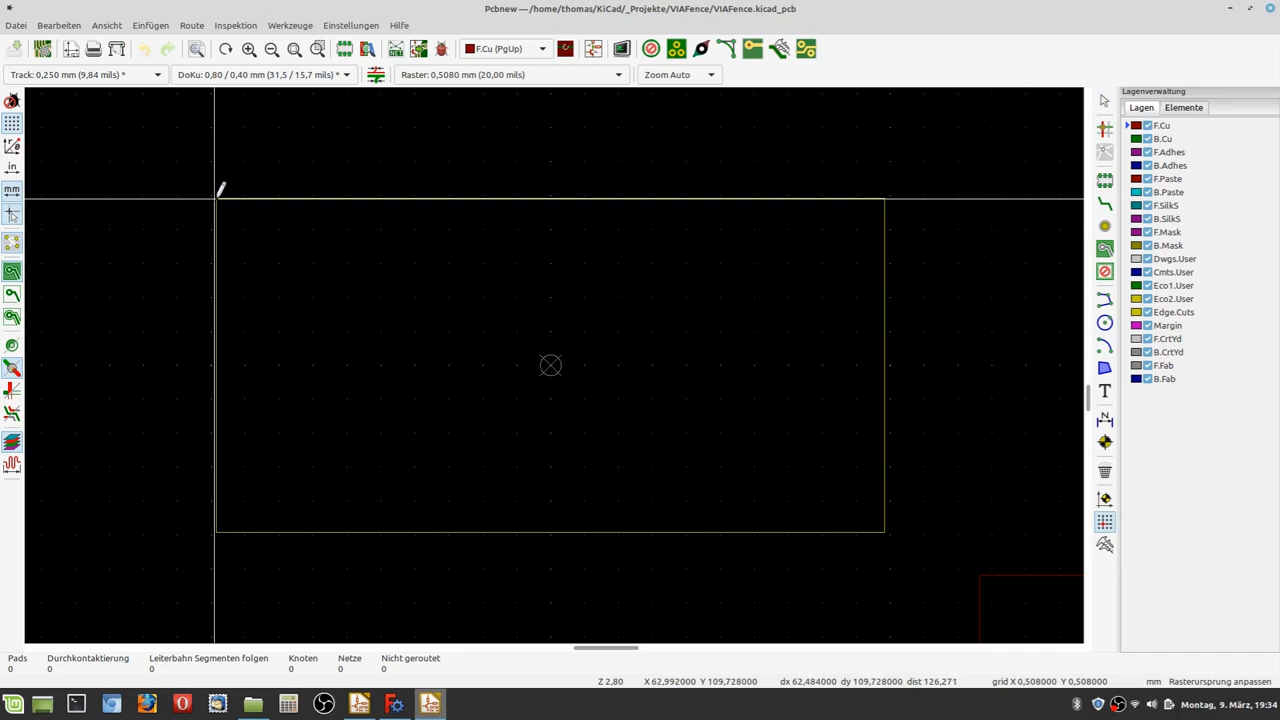 Pcbnew — /home/thomas/KiCad/_Projekte/VIAFence/VIAFence.kicad_pcb
Datei Bearbeiten Ansicht Einfügen Route Inspektion Werkzeuge Einstellungen Hilfe
NET
F.Cu (PgUp)
Track: 0,250 mm (9,84 mils) *
DoKu: 0,80 / 0,40 mm (31,5 / 15,7 mils) *
Raster: 0,5080 mm (20,00 mils)
Zoom Auto
in
mm
Lagenverwaltung
Lagen Elemente
F.Cu
B.Cu
F.Adhes
B.Adhes
F.Paste
B.Paste
F.SilkS
B.SilkS
F.Mask
B.Mask
Dwgs.User
Cmts.User
Eco1.User
Eco2.User
Edge.Cuts
Margin
F.CrtYd
B.CrtYd
F.Fab
B.Fab
T
N
Pads Durchkontaktierung Leiterbahn Segmenten folgen Knoten Netze Nicht geroutet
0 0 0 0 0 0
Z 2,80 X 62,992000 Y 109,728000 dx 62,484000 dy 109,728000 dist 126,271 grid X 0,508000 Y 0,508000 mm Rasterursprung anpassen
Montag, 9. März, 19:34